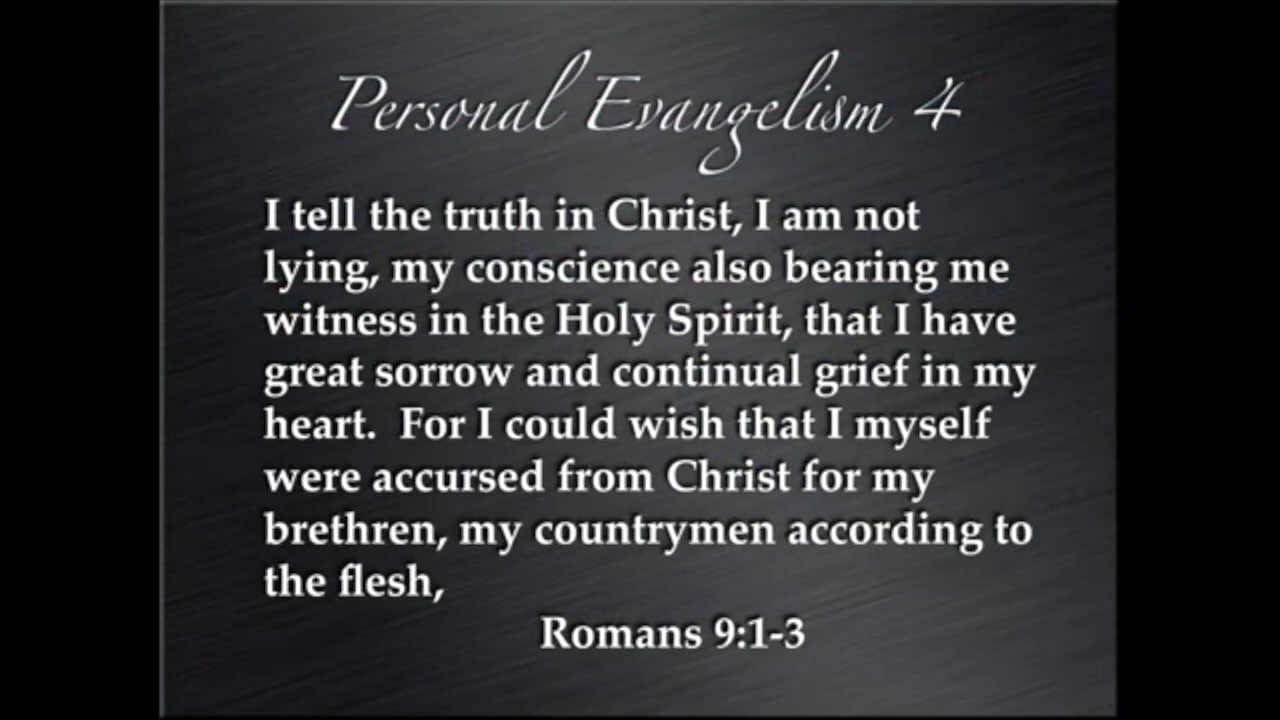 Personal Evangelism 4
I tell the truth in Christ, I am not
lying, my conscience also bearing me
witness in the Holy Spirit, that I have
great sorrow and continual grief in my
heart.  For I could wish that I myself
were accursed from Christ for my
brethren, my countrymen according to
the flesh,
Romans 9:1-3